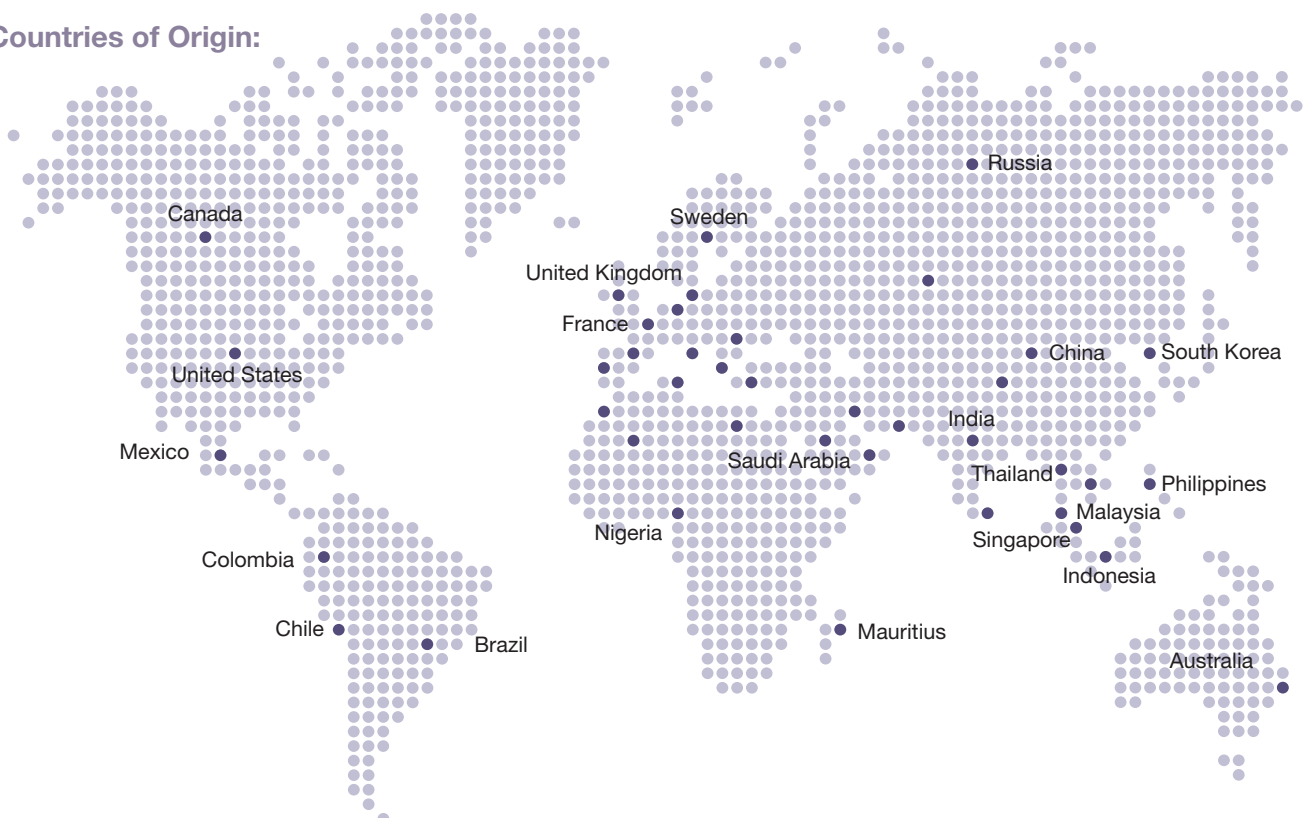 Countries of Origin:
Russia
Canada
Sweden
United Kingdom
France
China
South Korea
United States
India
Mexico
Saudi Arabia
Thailand
Philippines
Malaysia
Nigeria
Singapore
Colombia
Indonesia
Chile
Mauritius
Brazil
Australia